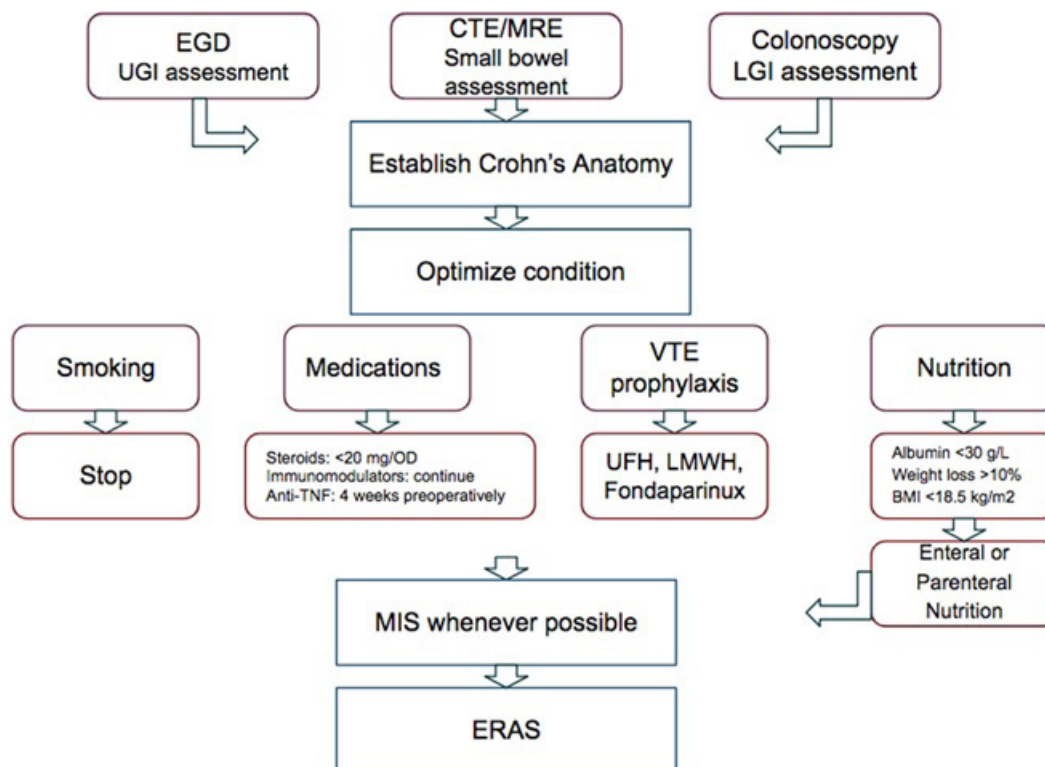 EGD
UGI assessment
CTE/MRE
Small bowel
assessment
Colonoscopy
LGI assessment
Establish Crohn's Anatomy
Optimize condition
Smoking
Medications
VTE
prophylaxis
Nutrition
Stop
Steroids: <20 mg/OD
Immunomodulators: continue
Anti-TNF: 4 weeks preoperatively
UFH, LMWH,
Fondaparinux
Albumin <30 g/L
Weight loss >10%
BMI <18.5 kg/m2
Enteral or
Parenteral
Nutrition
MIS whenever possible
ERAS